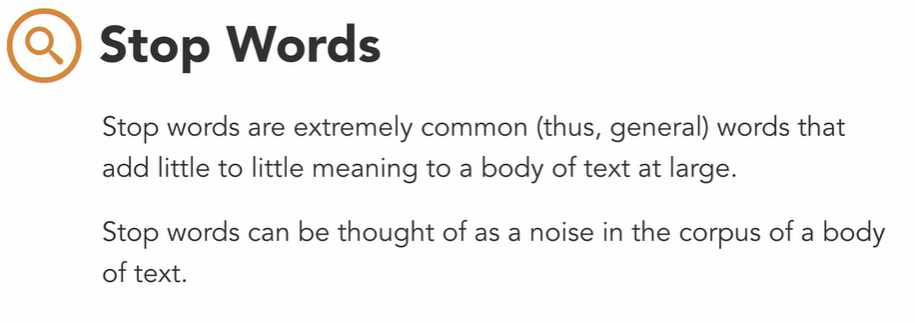 Stop Words
Stop words are extremely common (thus, general) words that
add little to little meaning to a body of text at large.
Stop words can be thought of as a noise in the corpus of a body
of text.